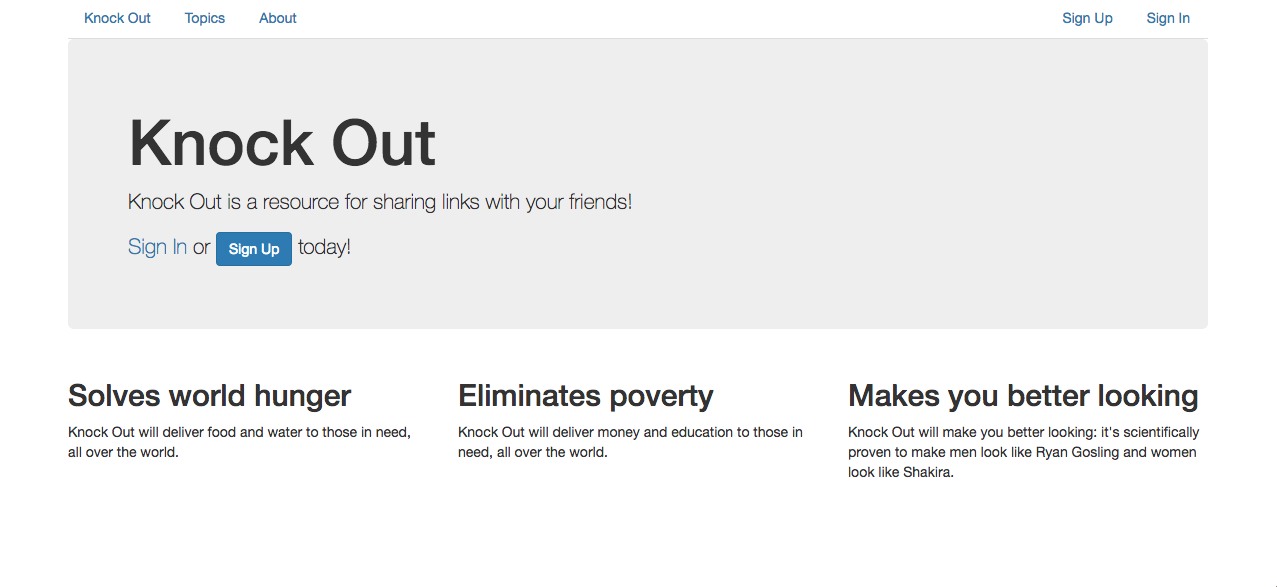 Knock Out Topics About Sign Up Sign In
Knock Out
Knock Out is a resource for sharing links with your friends!
Sign In or Sign Up today!
Solves world hunger
Knock Out will deliver food and water to those in need,
all over the world.
Eliminates poverty
Knock Out will deliver money and education to those in
need, all over the world.
Makes you better looking
Knock Out will make you better looking: it's scientifically
proven to make men look like Ryan Gosling and women
look like Shakira.